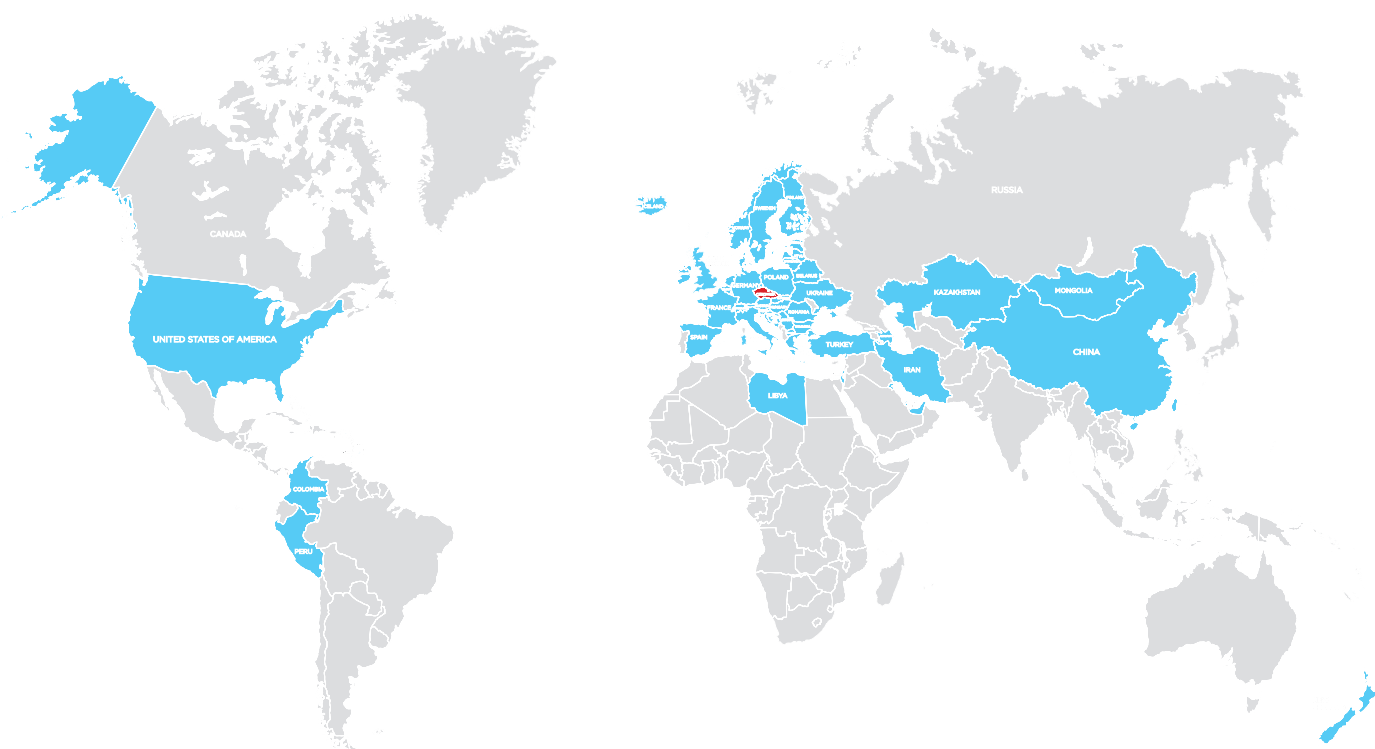 RUSSIA
CANADA
POLAND
BELARUS
GERMANY
UKRAINE
FRANCE
KAZAKHSTAN
MONGOLIA
SPAIN
UNITED STATES OF AMERICA
TURKEY
CHINA
IRAN
LIBYA
COLOMBIA
PERU